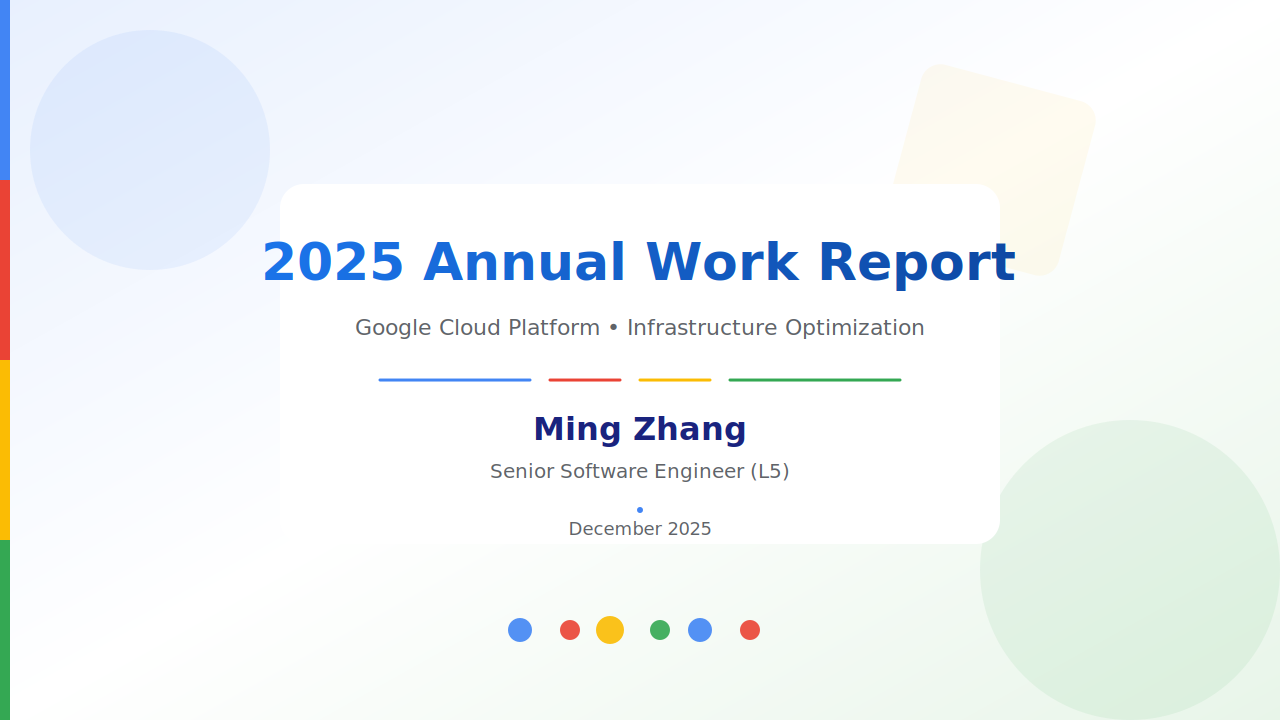 2025 Annual Work Report
Google Cloud Platform • Infrastructure Optimization
Ming Zhang
Senior Software Engineer (L5)
December 2025